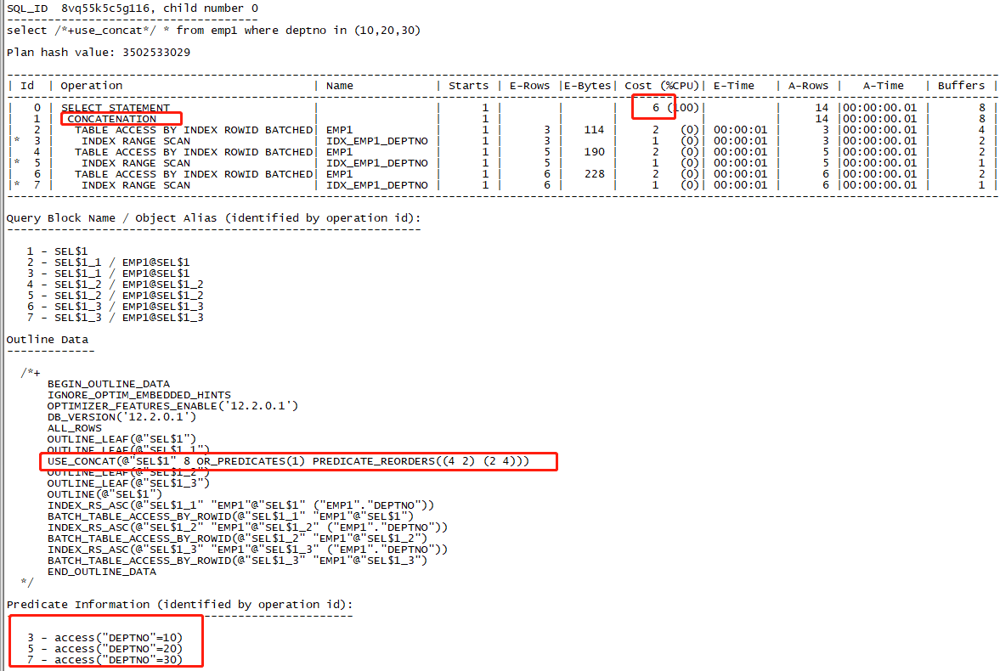 SQL_ID  8vq55k5c5g116, child number 0
-------------------------------------
select /*+use_concat*/ * from emp1 where deptno in (10,20,30)
Plan hash value: 3502533029
| Id  | Operation                            | Name            | Starts | E-Rows |E-Bytes| Cost (%CPU)| E-Time   | A-Rows |   A-Time   | Buffers |
|   0 | SELECT STATEMENT                     |                 |      1 |        |       |     6 (100)|          |     14 |00:00:00.01 |       8 |
|   1 |  CONCATENATION                       |                 |      1 |        |       |            |          |     14 |00:00:00.01 |       8 |
|   2 |   TABLE ACCESS BY INDEX ROWID BATCHED| EMP1            |      1 |      3 |   114 |     2   (0)| 00:00:01 |      3 |00:00:00.01 |       4 |
|*  3 |    INDEX RANGE SCAN                  | IDX_EMP1_DEPTNO |      1 |      3 |       |     1   (0)| 00:00:01 |      3 |00:00:00.01 |       2 |
|   4 |   TABLE ACCESS BY INDEX ROWID BATCHED| EMP1            |      1 |      5 |   190 |     2   (0)| 00:00:01 |      5 |00:00:00.01 |       2 |
|*  5 |    INDEX RANGE SCAN                  | IDX_EMP1_DEPTNO |      1 |      5 |       |     1   (0)| 00:00:01 |      5 |00:00:00.01 |       1 |
|   6 |   TABLE ACCESS BY INDEX ROWID BATCHED| EMP1            |      1 |      6 |   228 |     2   (0)| 00:00:01 |      6 |00:00:00.01 |       2 |
|*  7 |    INDEX RANGE SCAN                  | IDX_EMP1_DEPTNO |      1 |      6 |       |     1   (0)| 00:00:01 |      6 |00:00:00.01 |       1 |
Query Block Name / Object Alias (identified by operation id):
-------------------------------------------------------------
   1 - SEL$1
   2 - SEL$1_1 / EMP1@SEL$1
   3 - SEL$1_1 / EMP1@SEL$1
   4 - SEL$1_2 / EMP1@SEL$1_2
   5 - SEL$1_2 / EMP1@SEL$1_2
   6 - SEL$1_3 / EMP1@SEL$1_3
   7 - SEL$1_3 / EMP1@SEL$1_3
Outline Data
-------------
  /*+
      BEGIN_OUTLINE_DATA
      IGNORE_OPTIM_EMBEDDED_HINTS
      OPTIMIZER_FEATURES_ENABLE('12.2.0.1')
      DB_VERSION('12.2.0.1')
      ALL_ROWS
      OUTLINE_LEAF(@"SEL$1")
      OUTLINE_LEAF(@"SEL$1_1")
      USE_CONCAT(@"SEL$1" 8 OR_PREDICATES(1) PREDICATE_REORDERS((4 2) (2 4)))
      OUTLINE_LEAF(@"SEL$1_2")
      OUTLINE_LEAF(@"SEL$1_3")
      OUTLINE(@"SEL$1")
      INDEX_RS_ASC(@"SEL$1_1" "EMP1"@"SEL$1" ("EMP1"."DEPTNO"))
      BATCH_TABLE_ACCESS_BY_ROWID(@"SEL$1_1" "EMP1"@"SEL$1")
      INDEX_RS_ASC(@"SEL$1_2" "EMP1"@"SEL$1_2" ("EMP1"."DEPTNO"))
      BATCH_TABLE_ACCESS_BY_ROWID(@"SEL$1_2" "EMP1"@"SEL$1_2")
      INDEX_RS_ASC(@"SEL$1_3" "EMP1"@"SEL$1_3" ("EMP1"."DEPTNO"))
      BATCH_TABLE_ACCESS_BY_ROWID(@"SEL$1_3" "EMP1"@"SEL$1_3")
      END_OUTLINE_DATA
  */
Predicate Information (identified by operation id):
---------------------------------------------------
   3 - access("DEPTNO"=10)
   5 - access("DEPTNO"=20)
   7 - access("DEPTNO"=30)